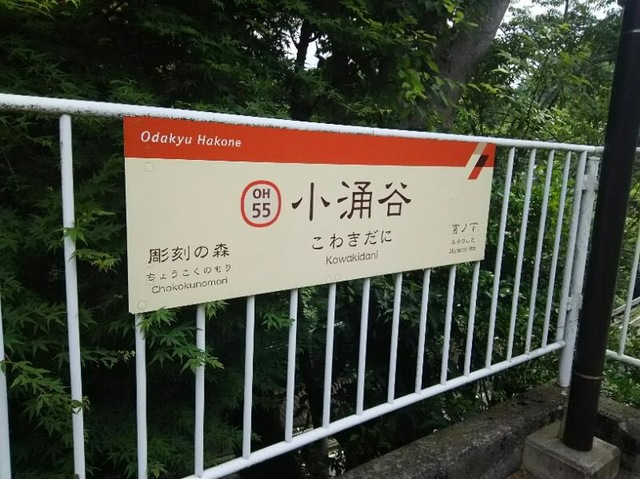 Odakyu Hakone
OH
55
小涌谷
こわきだに
Kowakidani
彫刻の森
ちょうこくのもり
Chokokunomori
宮ノ下